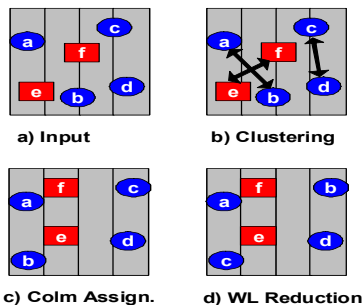 c
a
f
e
b
d
a) Input
c
a
f
e
b
d
b) Clustering
f
c
a
e
d
b
c) Colm Assign.
f
b
a
e
d
c
d) WL Reduction